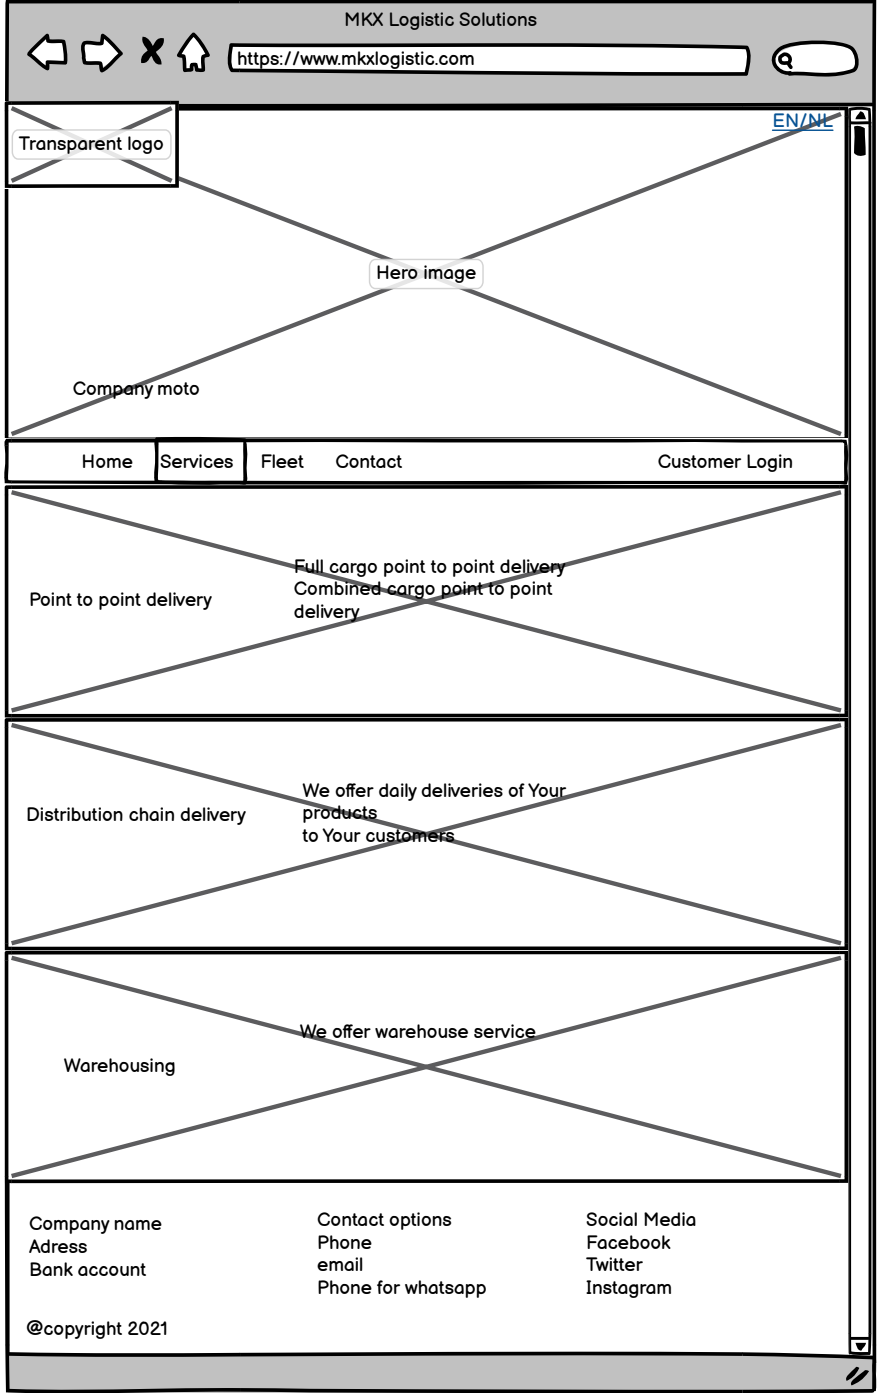 MKX Logistic Solutions
https://www.mkxlogistic.com
EN/NL
Transparent logo
Hero image
Company moto
Home Services Fleet Contact Customer Login
Point to point delivery
Full cargo point to point delivery
Combined cargo point to point
delivery
Distribution chain delivery
We offer daily deliveries of Your
products
to Your customers
Warehousing
We offer warehouse service
Company name
Adress
Bank account
@copyright 2021
Contact options
Phone
email
Phone for whatsapp
Social Media
Facebook
Twitter
Instagram